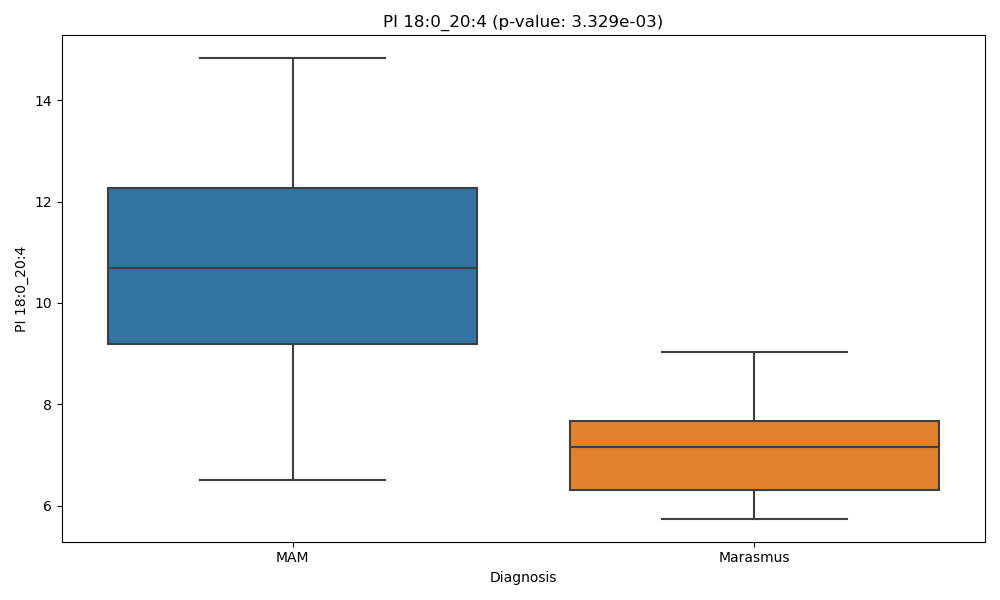 PI 18:0_20:4 (p-value: 3.329e-03)
PI 18:0_20:4
14
12
10
8
6
MAM
Marasmus
Diagnosis